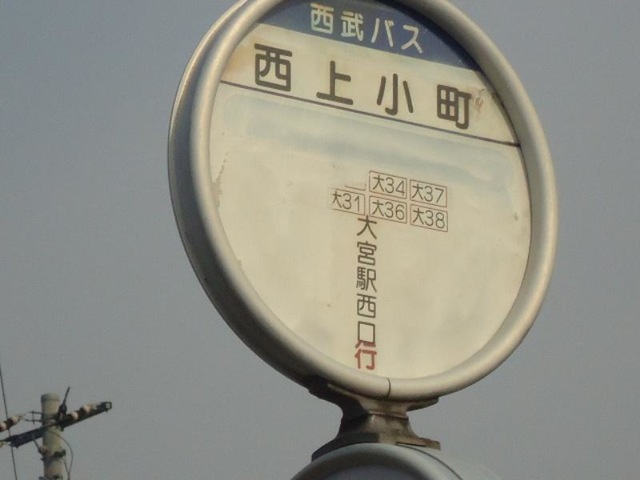 西武バス
西上小町
大34 大37
大31 大36 大38
大宮駅西口行